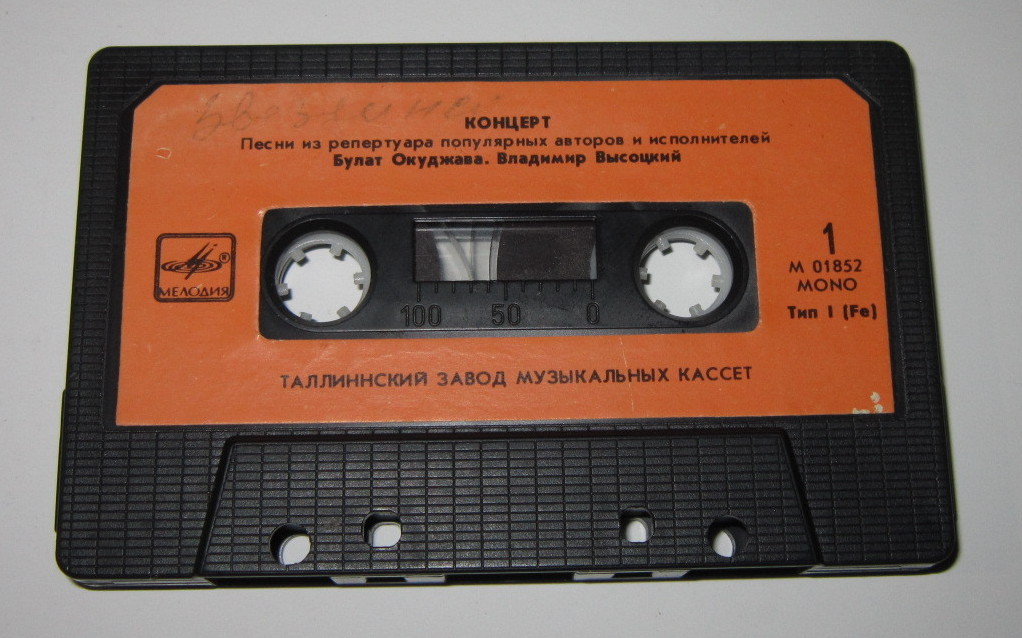 КОНЦЕРТ
Песни из репертуара популярных авторов и исполнителей
Булат Окуджава. Владимир Высоцкий
®
МЕЛОДИЯ
1
М 01852
MONO
Тип I (Fe)
100 50 0
ТАЛЛИННСКИЙ ЗАВОД МУЗЫКАЛЬНЫХ КАССЕТ